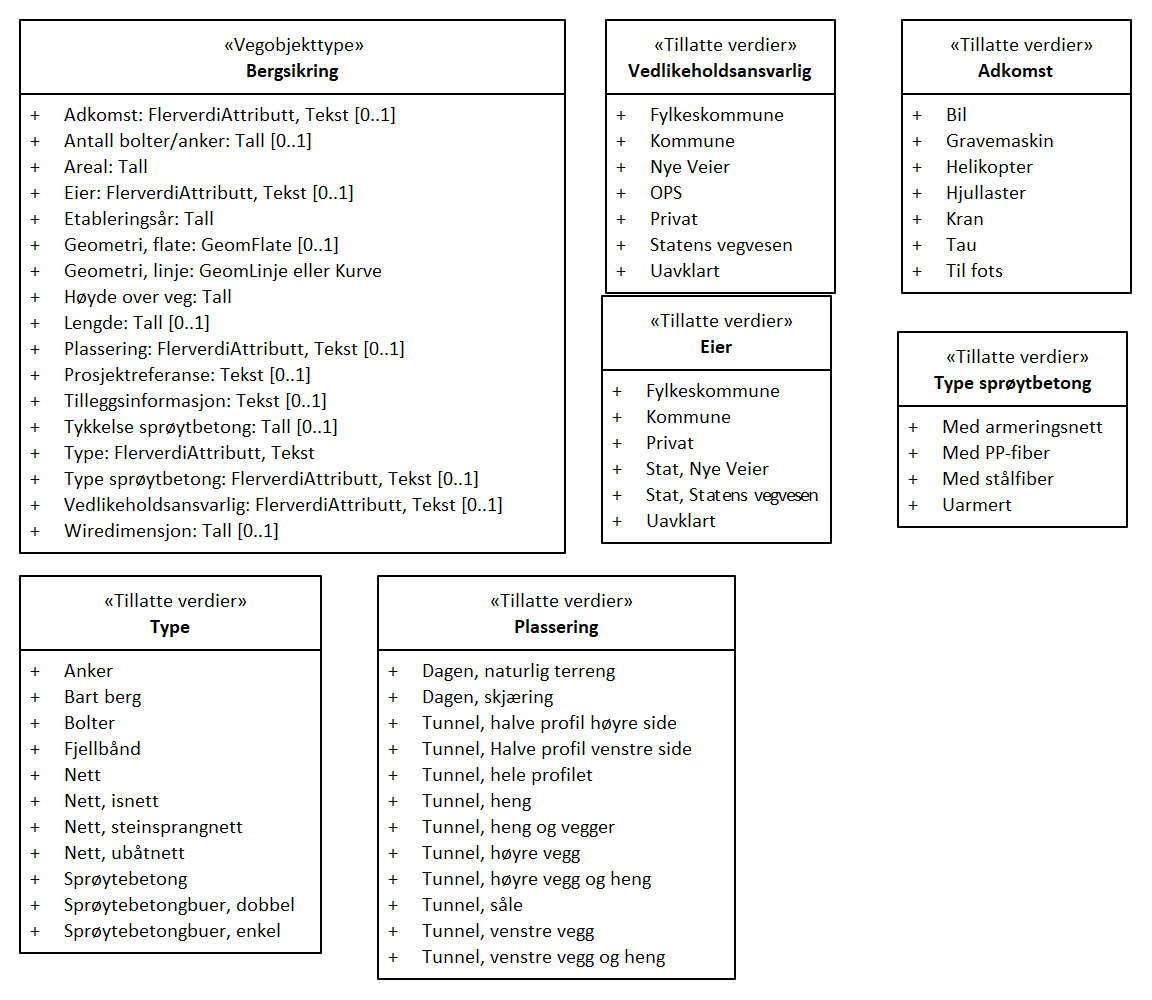 «Vegobjekttype»
Bergsikring
+ Adkomst: FlerverdiAttributt, Tekst [0..1]
+ Antall bolter/anker: Tall [0..1]
+ Areal: Tall
+ Eier: FlerverdiAttributt, Tekst [0..1]
+ Etableringsår: Tall
+ Geometri, flate: GeomFlate [0..1]
+ Geometri, linje: GeomLinje eller Kurve
+ Høyde over veg: Tall
+ Lengde: Tall [0..1]
+ Plassering: FlerverdiAttributt, Tekst [0..1]
+ Prosjektreferanse: Tekst [0..1]
+ Tilleggsinformasjon: Tekst [0..1]
+ Tykkelse sprøytbetong: Tall [0..1]
+ Type: FlerverdiAttributt, Tekst
+ Type sprøytbetong: FlerverdiAttributt, Tekst [0..1]
+ Vedlikeholdsansvarlig: FlerverdiAttributt, Tekst [0..1]
+ Wiredimensjon: Tall [0..1]
«Tillatte verdier»
Vedlikeholdsansvarlig
+ Fylkeskommune
+ Kommune
+ Nye Veier
+ OPS
+ Privat
+ Statens vegvesen
+ Uavklart
«Tillatte verdier»
Adkomst
+ Bil
+ Gravemaskin
+ Helikopter
+ Hjullaster
+ Kran
+ Tau
+ Til fots
«Tillatte verdier»
Eier
+ Fylkeskommune
+ Kommune
+ Privat
+ Stat, Nye Veier
+ Stat, Statens vegvesen
+ Uavklart
«Tillatte verdier»
Type sprøytbetong
+ Med armeringsnett
+ Med PP-fiber
+ Med stålfiber
+ Uarmert
«Tillatte verdier»
Type
+ Anker
+ Bart berg
+ Bolter
+ Fjellbånd
+ Nett
+ Nett, isnett
+ Nett, steinsprangnett
+ Nett, ubåtnett
+ Sprøytebetong
+ Sprøytebetongbuer, dobbel
+ Sprøytebetongbuer, enkel
«Tillatte verdier»
Plassering
+ Dagen, naturlig terreng
+ Dagen, skjæring
+ Tunnel, halve profil høyre side
+ Tunnel, Halve profil venstre side
+ Tunnel, hele profilet
+ Tunnel, heng
+ Tunnel, heng og vegger
+ Tunnel, høyre vegg
+ Tunnel, høyre vegg og heng
+ Tunnel, såle
+ Tunnel, venstre vegg
+ Tunnel, venstre vegg og heng